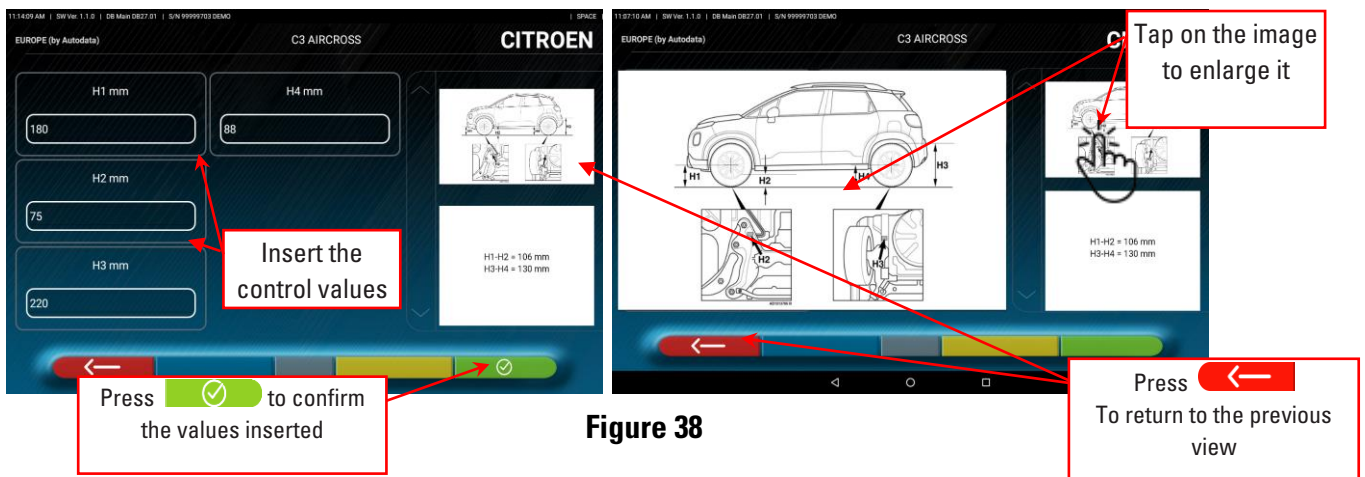 11:14:09 AM | SW Ver. 1.1.0 | DB Main DB27.01 | S/N 99999703 DEMO | SPACE
EUROPE (by Autodata) C3 AIRCROSS CITROEN
H1 mm H4 mm
180 88
H2 mm
75
H3 mm
220
H1-H2 = 106 mm
H3-H4 = 130 mm
Insert the
control values
Press to confirm
the values inserted
11:07:10 AM | SW Ver. 1.1.0 | DB Main DB27.01 | S/N 99999703 DEMO
EUROPE (by Autodata) C3 AIRCROSS
Tap on the image
to enlarge it
H1 H2 H4 H3
H2 H3
H1-H2 = 106 mm
H3-H4 = 130 mm
Press
To return to the previous
view
Figure 38